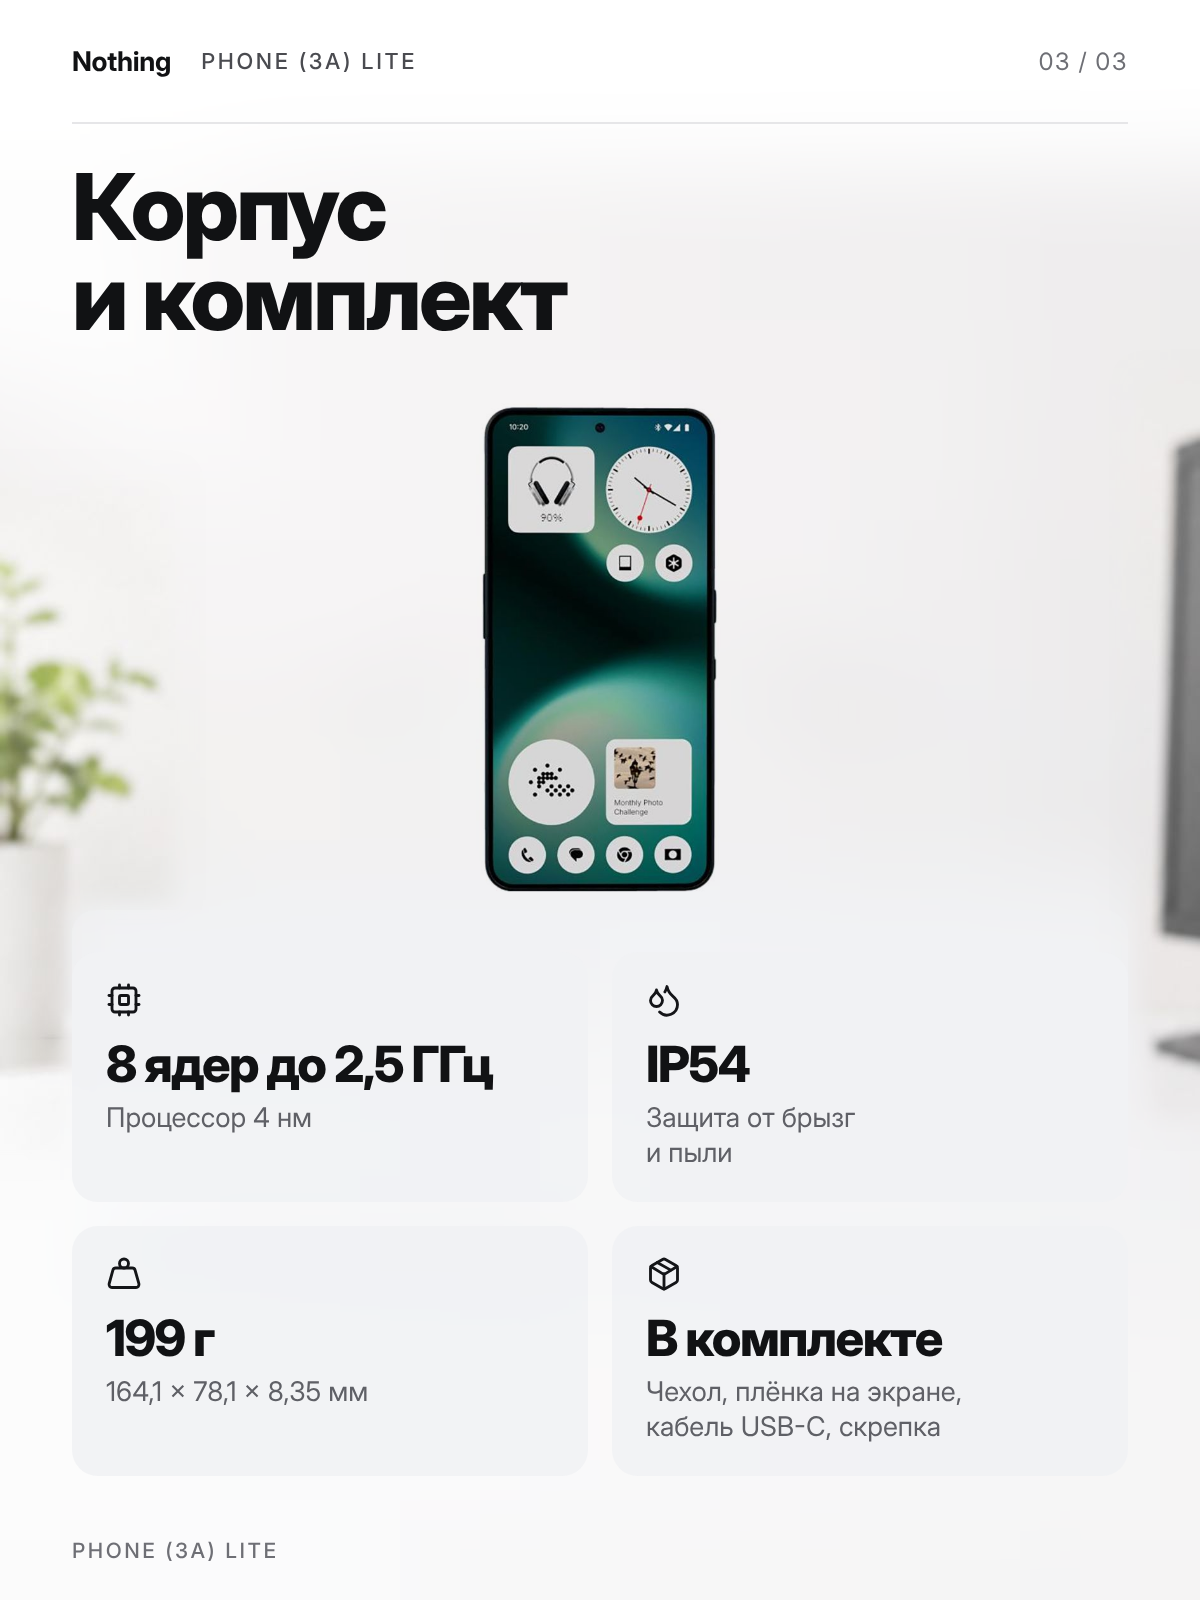 Nothing PHONE (3A) LITE 03 / 03
Корпус
и комплект
10:20
90%
Monthly Photo
Challenge
8 ядер до 2,5 ГГц
Процессор 4 нм
IP54
Защита от брызг
и пыли
199 г
164,1 × 78,1 × 8,35 мм
В комплекте
Чехол, плёнка на экране,
кабель USB-C, скрепка
PHONE (3A) LITE